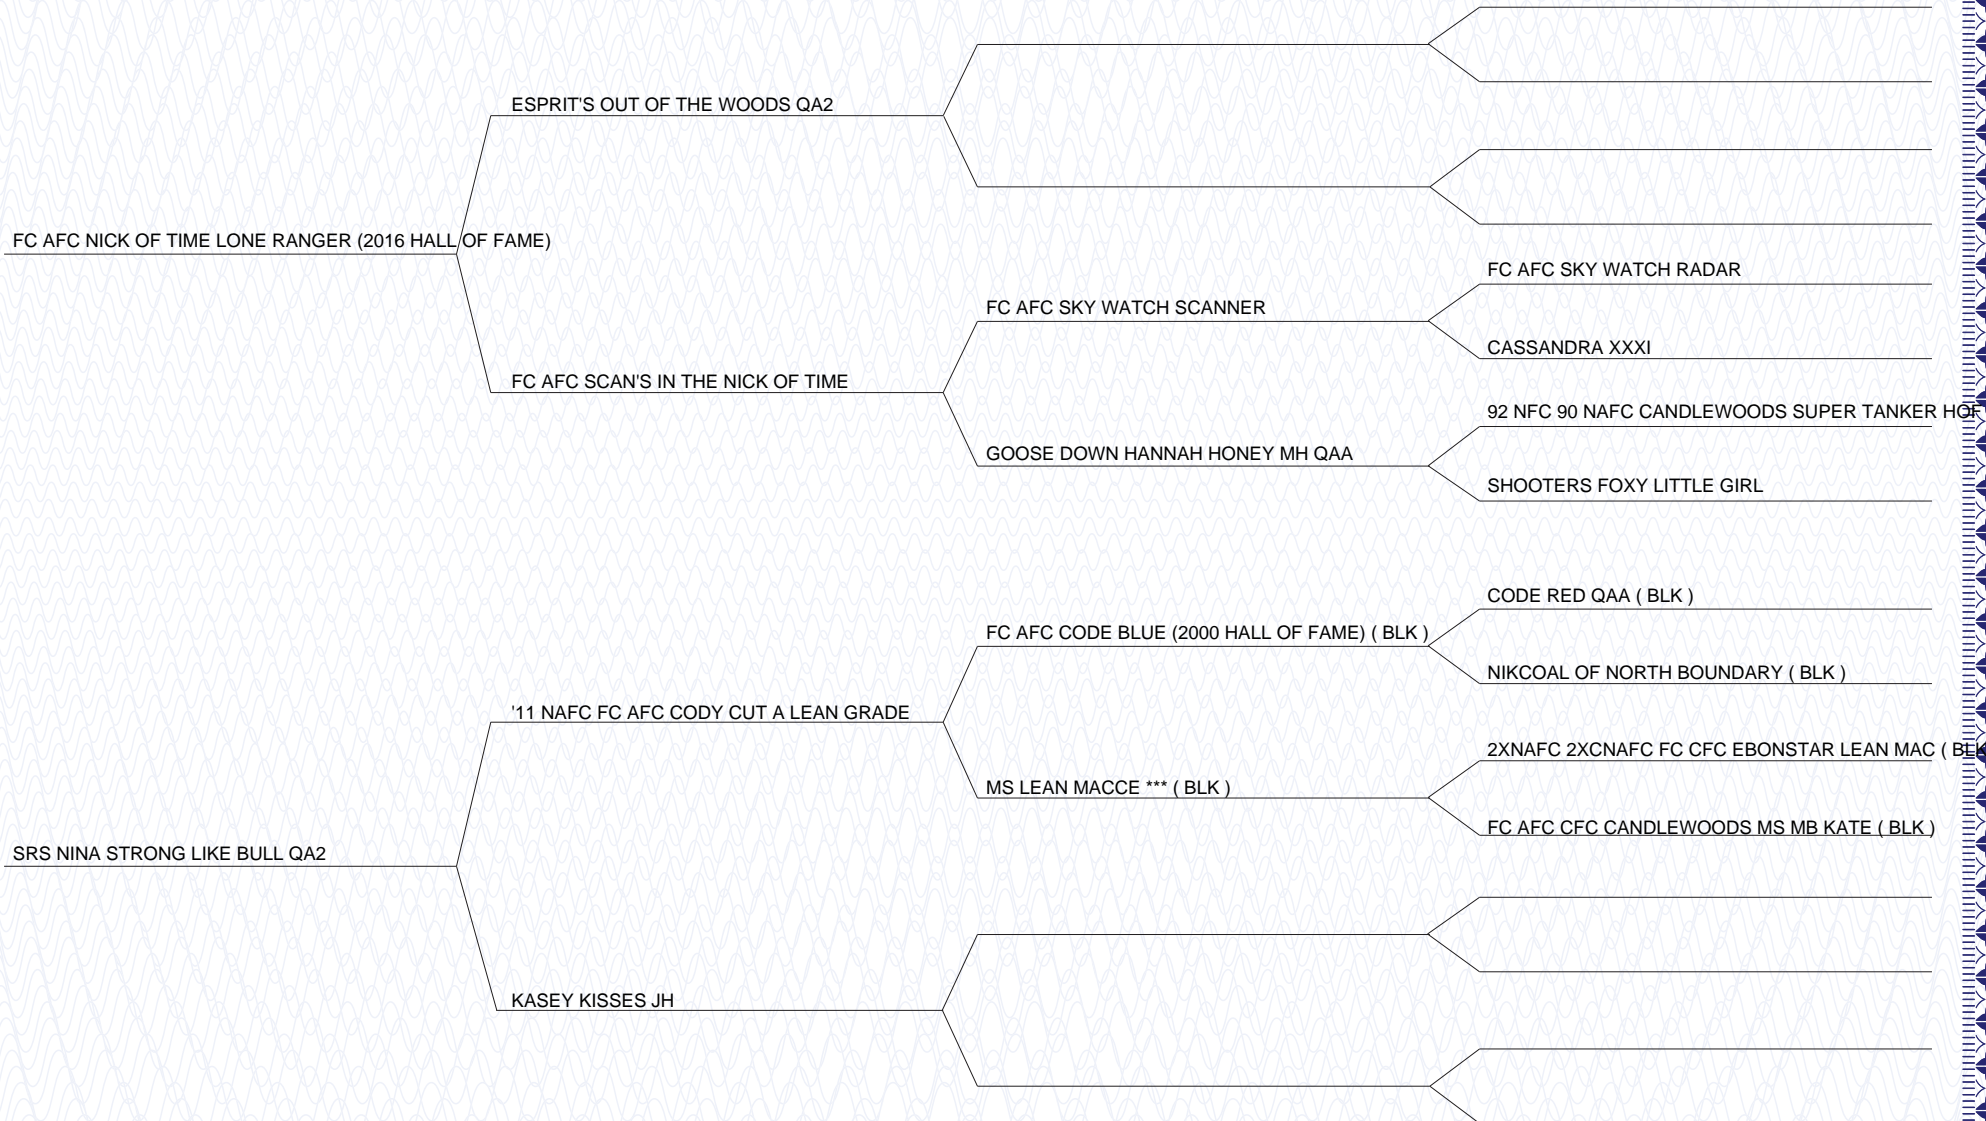 ESPRIT'S OUT OF THE WOODS QA2
FC AFC NICK OF TIME LONE RANGER (2016 HALL OF FAME)
FC AFC SKY WATCH RADAR
FC AFC SKY WATCH SCANNER
CASSANDRA XXXI
FC AFC SCAN'S IN THE NICK OF TIME
92 NFC 90 NAFC CANDLEWOODS SUPER TANKER HOF
GOOSE DOWN HANNAH HONEY MH QAA
SHOOTERS FOXY LITTLE GIRL
CODE RED QAA ( BLK )
FC AFC CODE BLUE (2000 HALL OF FAME) ( BLK )
NIKCOAL OF NORTH BOUNDARY ( BLK )
'11 NAFC FC AFC CODY CUT A LEAN GRADE
2XNAFC 2XCNAFC FC CFC EBONSTAR LEAN MAC ( BLK
MS LEAN MACCE *** ( BLK )
FC AFC CFC CANDLEWOODS MS MB KATE ( BLK )
SRS NINA STRONG LIKE BULL QA2
KASEY KISSES JH